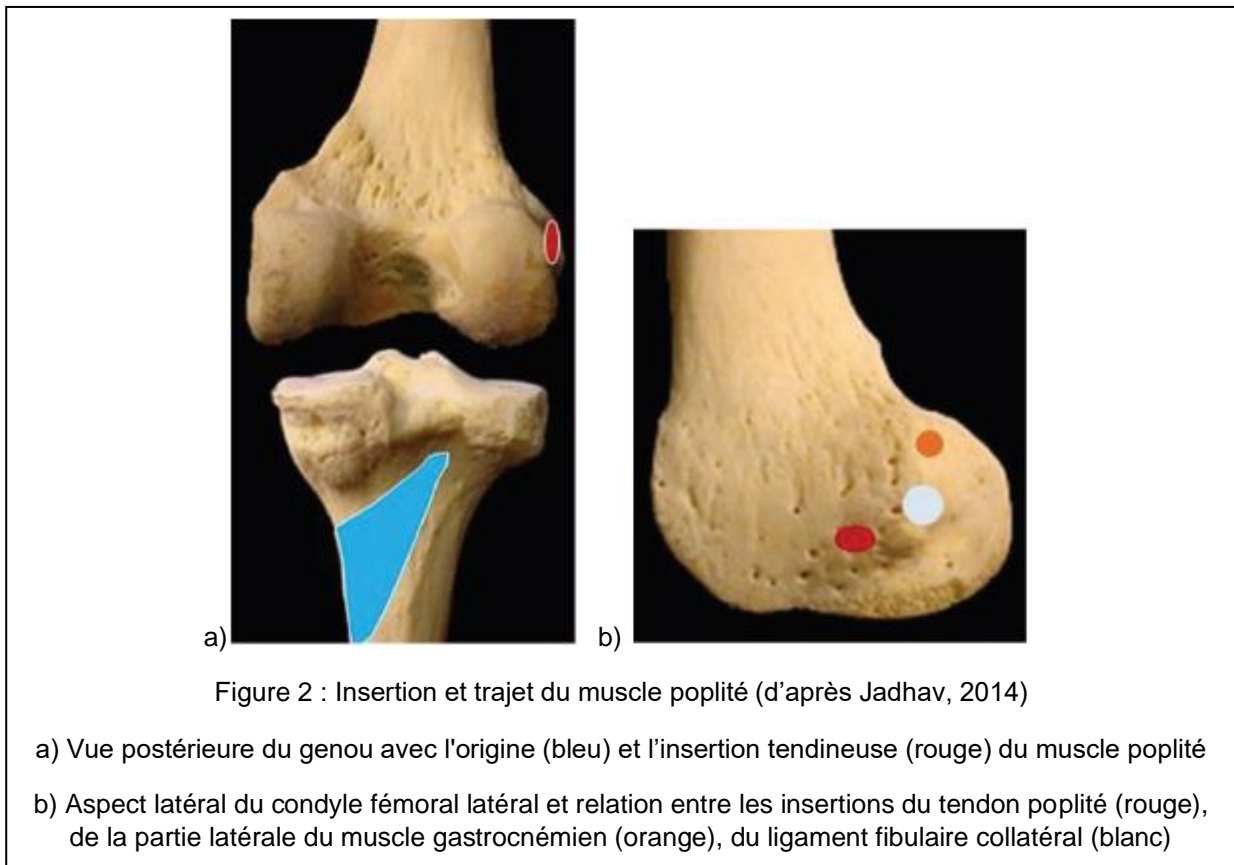 a)
b)
Figure 2 : Insertion et trajet du muscle poplité (d’après Jadhav, 2014)
a) Vue postérieure du genou avec l'origine (bleu) et l’insertion tendineuse (rouge) du muscle poplité
b) Aspect latéral du condyle fémoral latéral et relation entre les insertions du tendon poplité (rouge),
de la partie latérale du muscle gastrocnémien (orange), du ligament fibulaire collatéral (blanc)